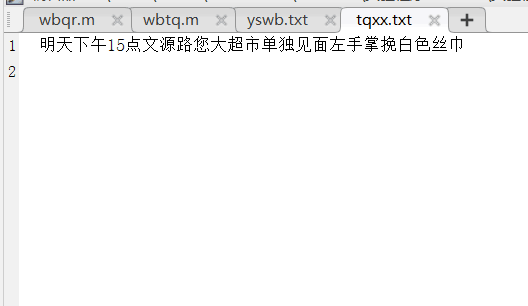 wbqr.m wbtq.m yswb.txt tqxx.txt
1 明天下午15点文源路您大超市单独见面左手掌挽白色丝巾
2